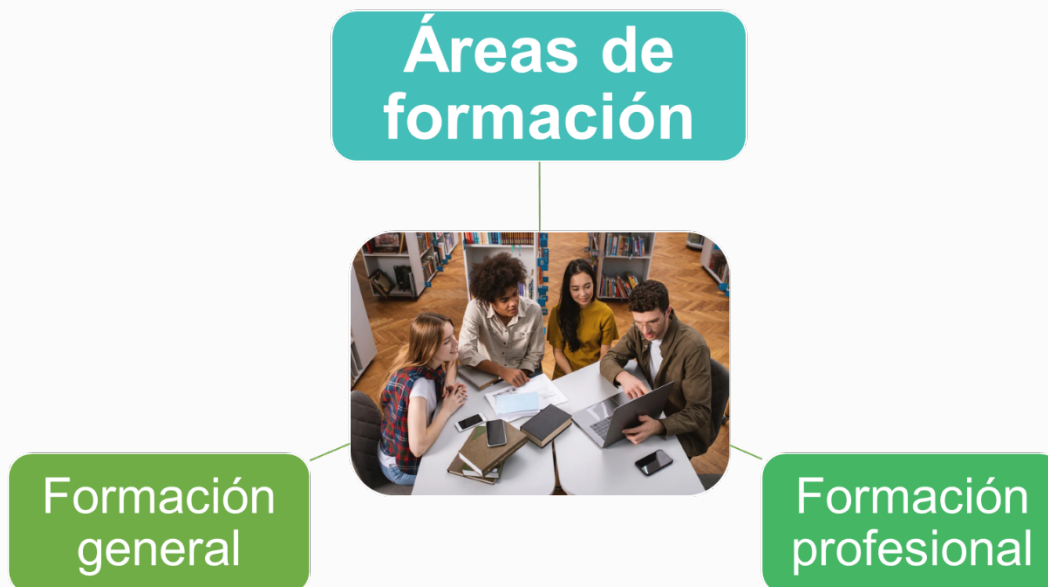 Áreas de
formación
Formación
general
Formación
profesional